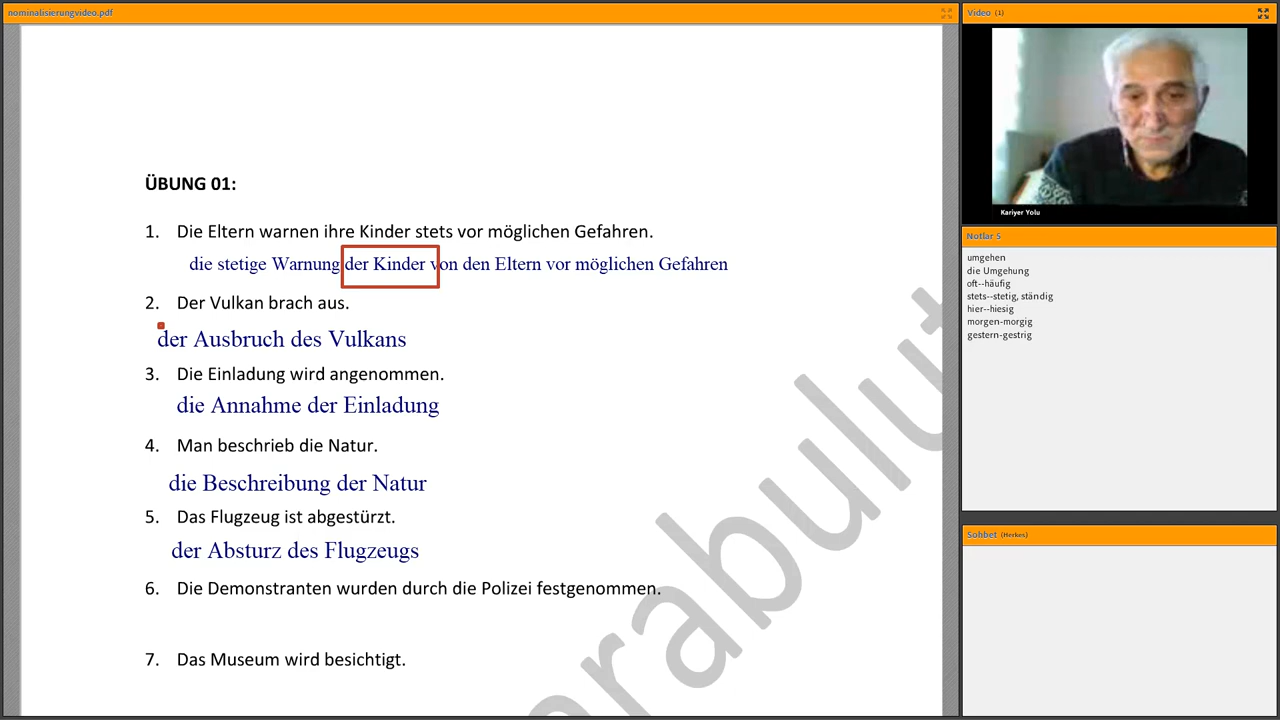 nominalisierungvideo.pdf
ÜBUNG 01:
1. Die Eltern warnen ihre Kinder stets vor möglichen Gefahren.
die stetige Warnung der Kinder von den Eltern vor möglichen Gefahren
2. Der Vulkan brach aus.
der Ausbruch des Vulkans
3. Die Einladung wird angenommen.
die Annahme der Einladung
4. Man beschrieb die Natur.
die Beschreibung der Natur
5. Das Flugzeug ist abgestürzt.
der Absturz des Flugzeugs
6. Die Demonstranten wurden durch die Polizei festgenommen.
7. Das Museum wird besichtigt.
Video (1)
Kariyer Yolu
Notlar 5
umgehen
die Umgehung
oft--häufig
stets--stetig, ständig
hier--hiesig
morgen-morgig
gestern-gestrig
Sohbet (Herkes)